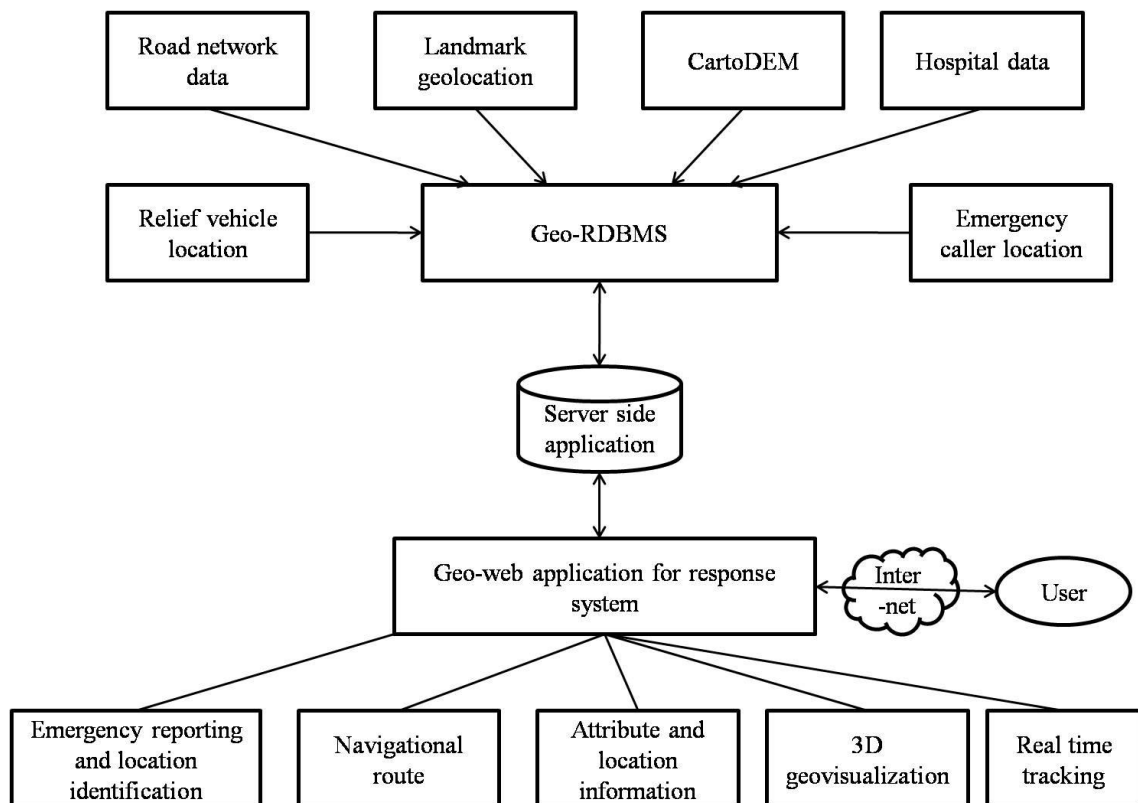 Road network
data
Landmark
geolocation
CartoDEM
Hospital data
Relief vehicle
location
Geo-RDBMS
Emergency
caller location
Server side
application
Geo-web application for response
system
Inter
-net
User
Emergency reporting
and location
identification
Navigational
route
Attribute and
location
information
3D
geovisualization
Real time
tracking